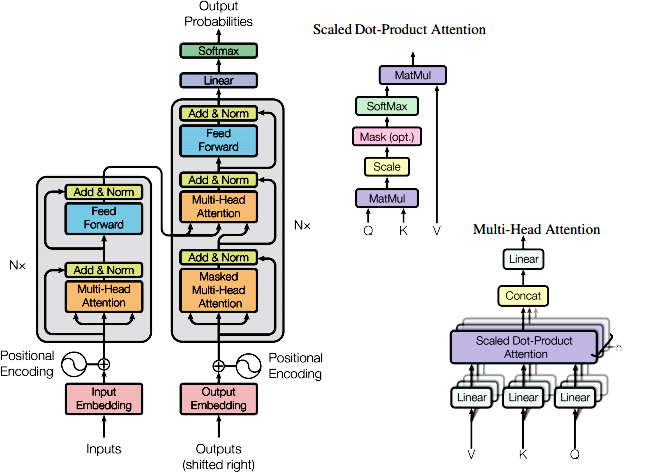 Output
Probabilities
Softmax
Linear
Add & Norm
Feed
Forward
Add & Norm
Multi-Head
Attention
Add & Norm
Masked
Multi-Head
Attention
Nx
Add & Norm
Feed
Forward
Add & Norm
Multi-Head
Attention
Nx
Positional
Encoding
Positional
Encoding
Input
Embedding
Output
Embedding
Inputs
Outputs
(shifted right)
Scaled Dot-Product Attention
MatMul
SoftMax
Mask (opt.)
Scale
MatMul
Q K V
Multi-Head Attention
Linear
Concat
Scaled Dot-Product
Attention
h
Linear Linear Linear
V K Q